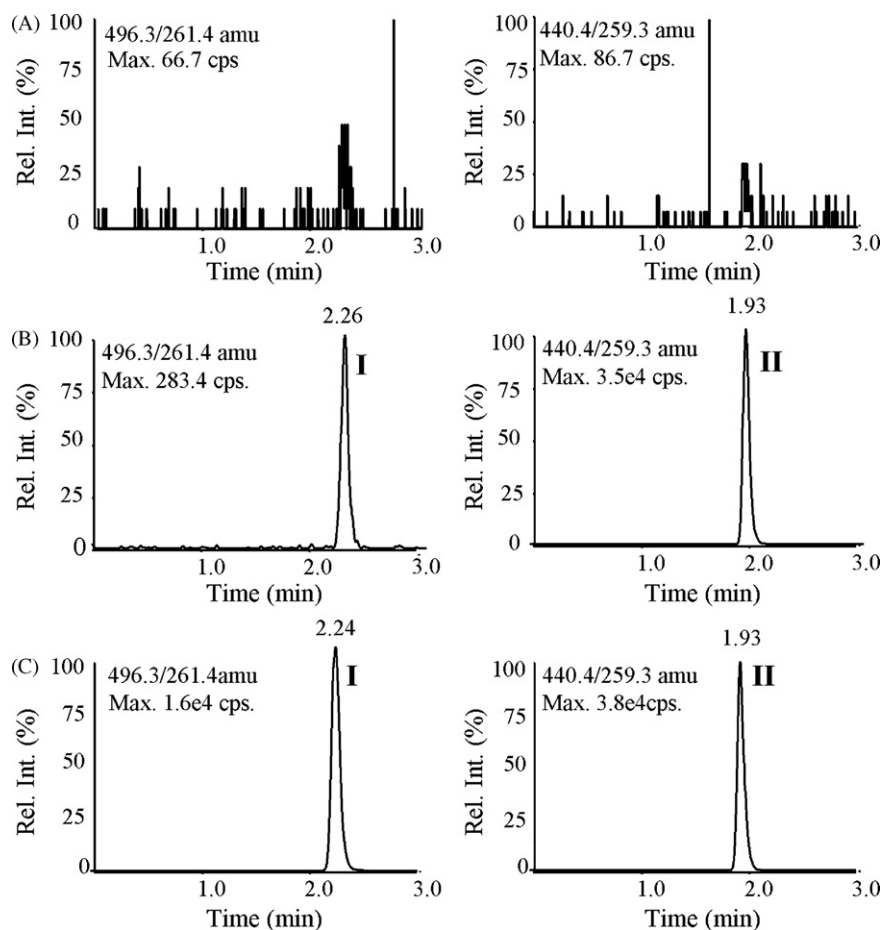 (A)
496.3/261.4 amu
Max. 66.7 cps
Rel. Int. (%)
100
75
50
25
0
1.0
2.0
3.0
Time (min)
440.4/259.3 amu
Max. 86.7 cps.
Rel. Int. (%)
100
75
50
25
0
1.0
2.0
3.0
Time (min)
(B)
2.26
496.3/261.4 amu
Max. 283.4 cps.
I
Rel. Int. (%)
100
75
50
25
0
1.0
2.0
3.0
Time (min)
1.93
440.4/259.3 amu
Max. 3.5e4 cps.
II
Rel. Int. (%)
100
75
50
25
0
1.0
2.0
3.0
Time (min)
(C)
2.24
496.3/261.4amu
Max. 1.6e4 cps.
I
Rel. Int. (%)
100
75
50
25
0
1.0
2.0
3.0
Time (min)
1.93
440.4/259.3 amu
Max. 3.8e4cps.
II
Rel. Int. (%)
100
75
50
25
0
1.0
2.0
3.0
Time (min)